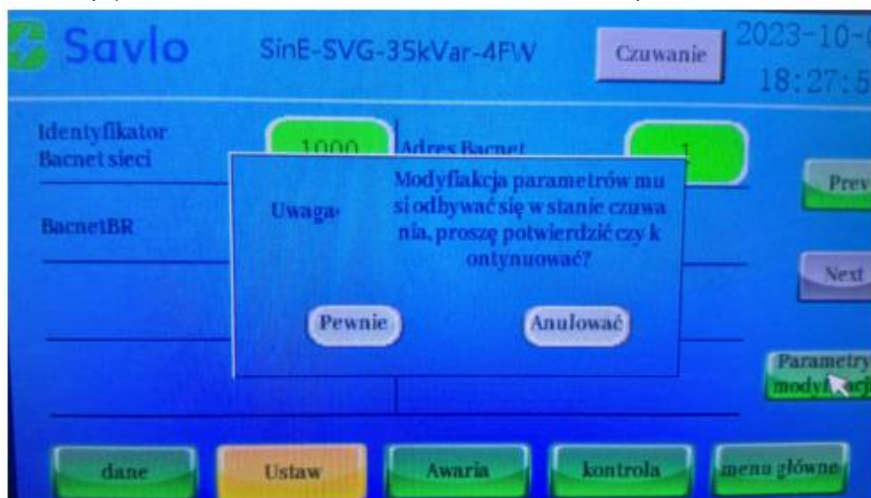 Savlo SinE-SVG-35kVar-4FW Czuwanie 2023-10-
18:27:5
Identyfikator
Bacnet sieci 1000 Adres Bacnet 1
Prev
BacnetBR
Uwaga:
Modyfiakcja parametrów mu
si odbywać się w stanie czuwa
nia, proszę potwierdzić czy k
ontynuować?
Next
Pewnie Anulować
Parametry
modyfikacji
dane Ustaw Awaria kontrola menu główne